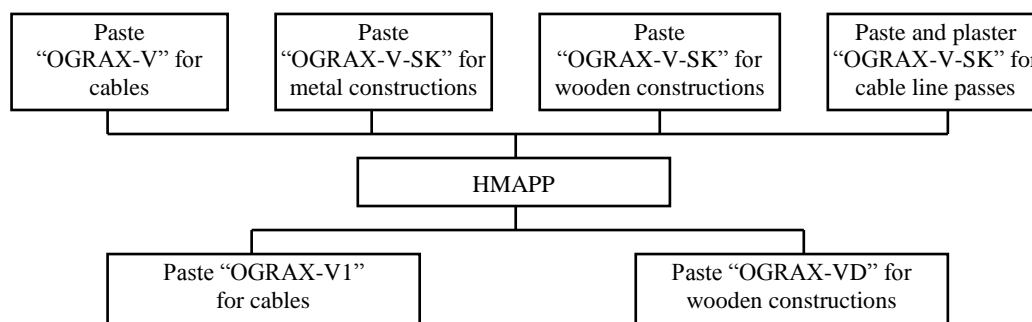 Paste
“OGRAX-V” for
cables
Paste
“OGRAX-V-SK” for
metal constructions
Paste
“OGRAX-V-SK” for
wooden constructions
Paste and plaster
“OGRAX-V-SK” for
cable line passes
HMAPP
Paste “OGRAX-V1”
for cables
Paste “OGRAX-VD” for
wooden constructions